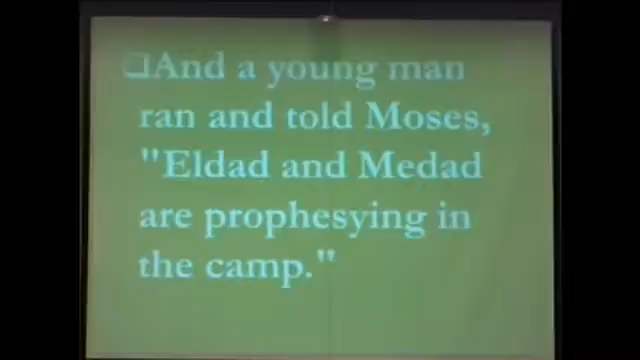 ❑And a young man
ran and told Moses,
"Eldad and Medad
are prophesying in
the camp."